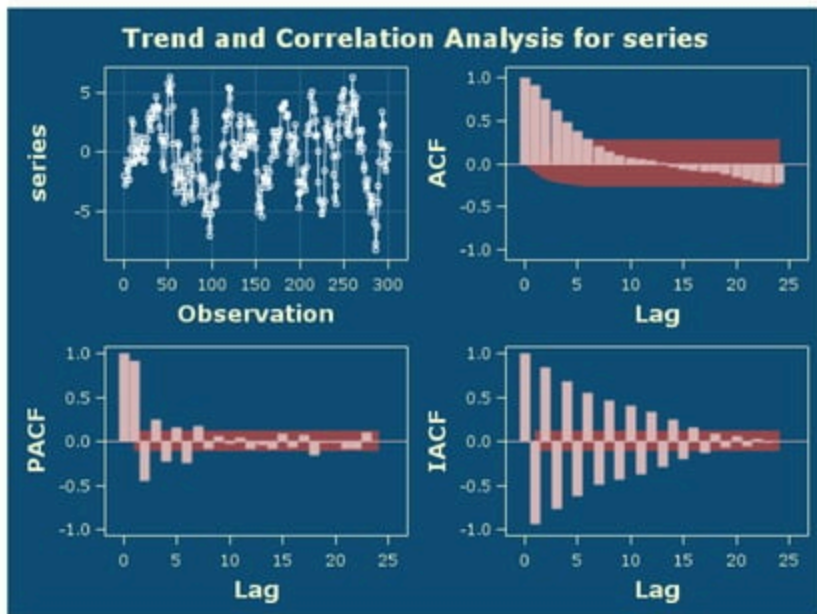 Trend and Correlation Analysis for series
series
5
0
-5
0 50 100 150 200 250 300
Observation
ACF
1.0
0.5
0.0
-0.5
-1.0
0 5 10 15 20 25
Lag
PACF
1.0
0.5
0.0
-0.5
-1.0
0 5 10 15 20 25
Lag
IACF
1.0
0.5
0.0
-0.5
-1.0
0 5 10 15 20 25
Lag